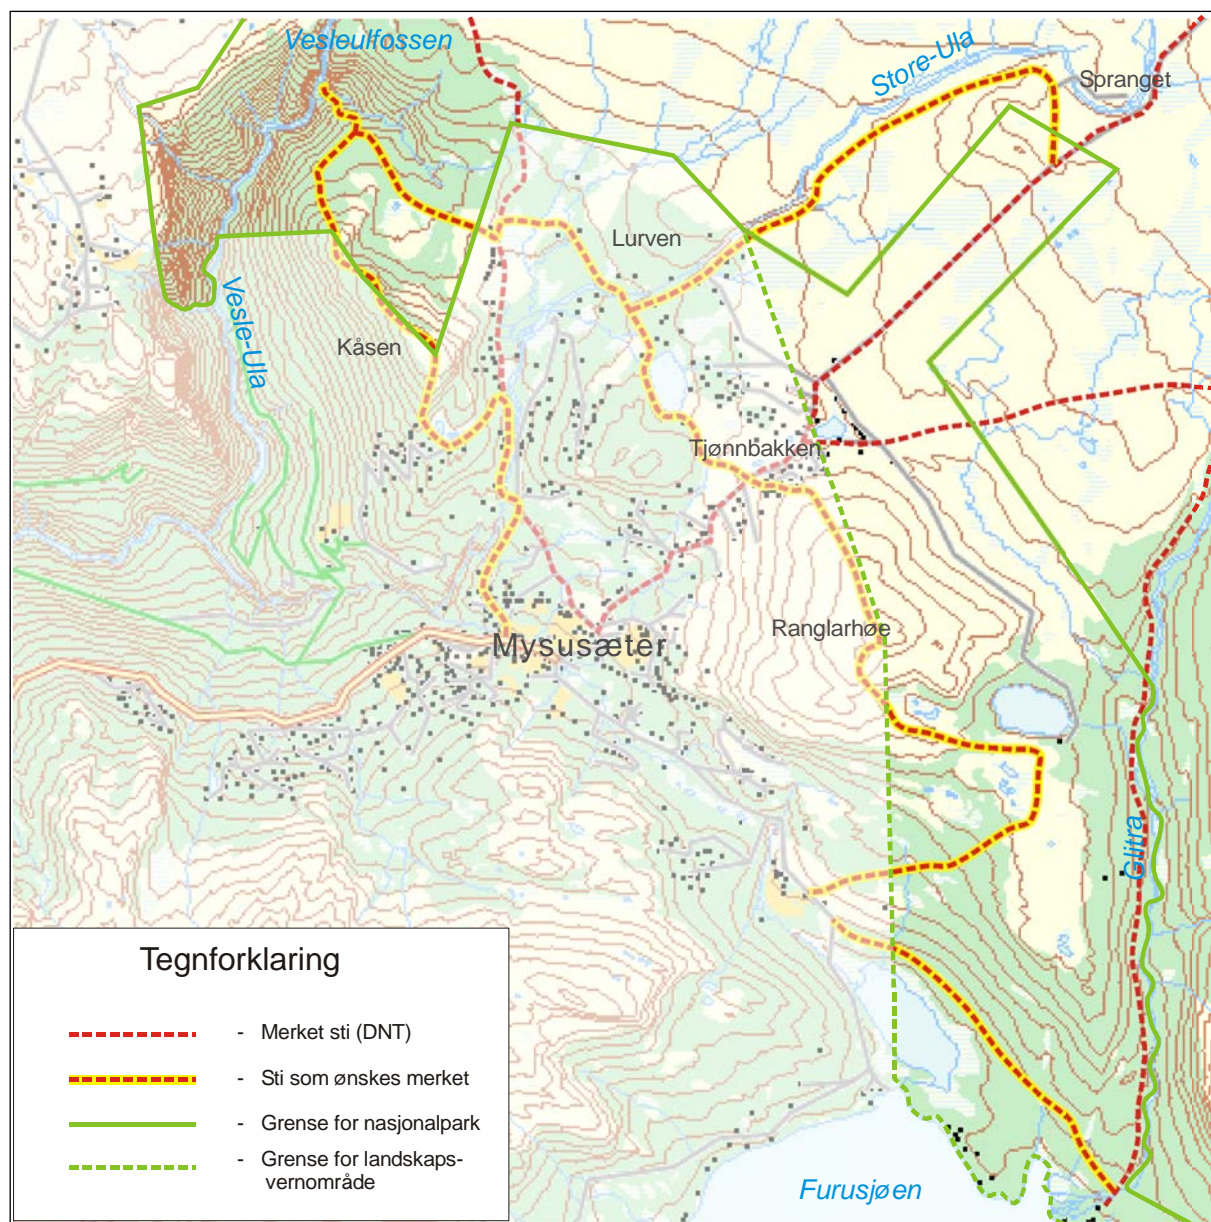 Vesleulfossen
Store-Ula
Spranget
Lurven
Vesle-Ula
Kåsen
Tjønnbakken
Ranglarhøe
Mysusæter
Glitra
Furusjøen
Tegnforklaring
- Merket sti (DNT)
- Sti som ønskes merket
- Grense for nasjonalpark
- Grense for landskaps-
vernområde